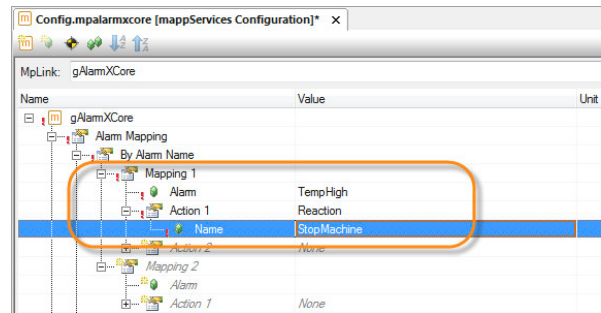 Config.mpalarmxcore [mappServices Configuration]* X
MpLink: gAlarmXCore
Name Value Unit
gAlarmXCore
Alarm Mapping
By Alarm Name
Mapping 1
Alarm TempHigh
Action 1 Reaction
Name StopMachine
Action 2 None
Mapping 2
Alarm
Action 1 None